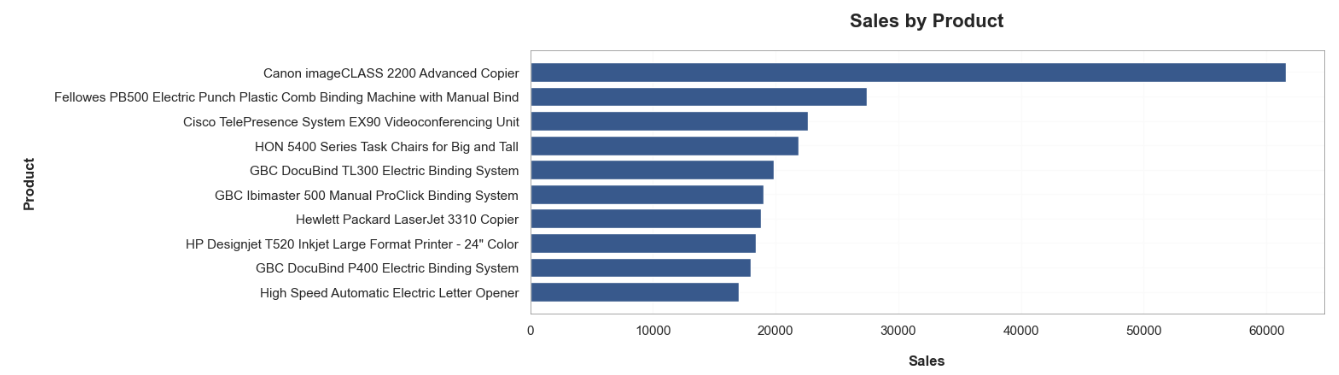 Sales by Product
Canon imageCLASS 2200 Advanced Copier
Fellowes PB500 Electric Punch Plastic Comb Binding Machine with Manual Bind
Cisco TelePresence System EX90 Videoconferencing Unit
HON 5400 Series Task Chairs for Big and Tall
GBC DocuBind TL300 Electric Binding System
GBC Ibimaster 500 Manual ProClick Binding System
Hewlett Packard LaserJet 3310 Copier
HP Designjet T520 Inkjet Large Format Printer - 24" Color
GBC DocuBind P400 Electric Binding System
High Speed Automatic Electric Letter Opener
Product
0 10000 20000 30000 40000 50000 60000
Sales